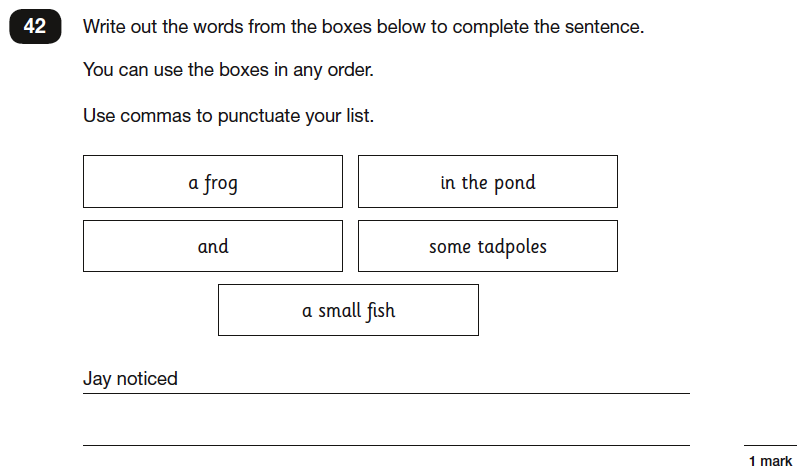 42 Write out the words from the boxes below to complete the sentence.
You can use the boxes in any order.
Use commas to punctuate your list.
a frog in the pond
and some tadpoles
a small fish
Jay noticed
1 mark